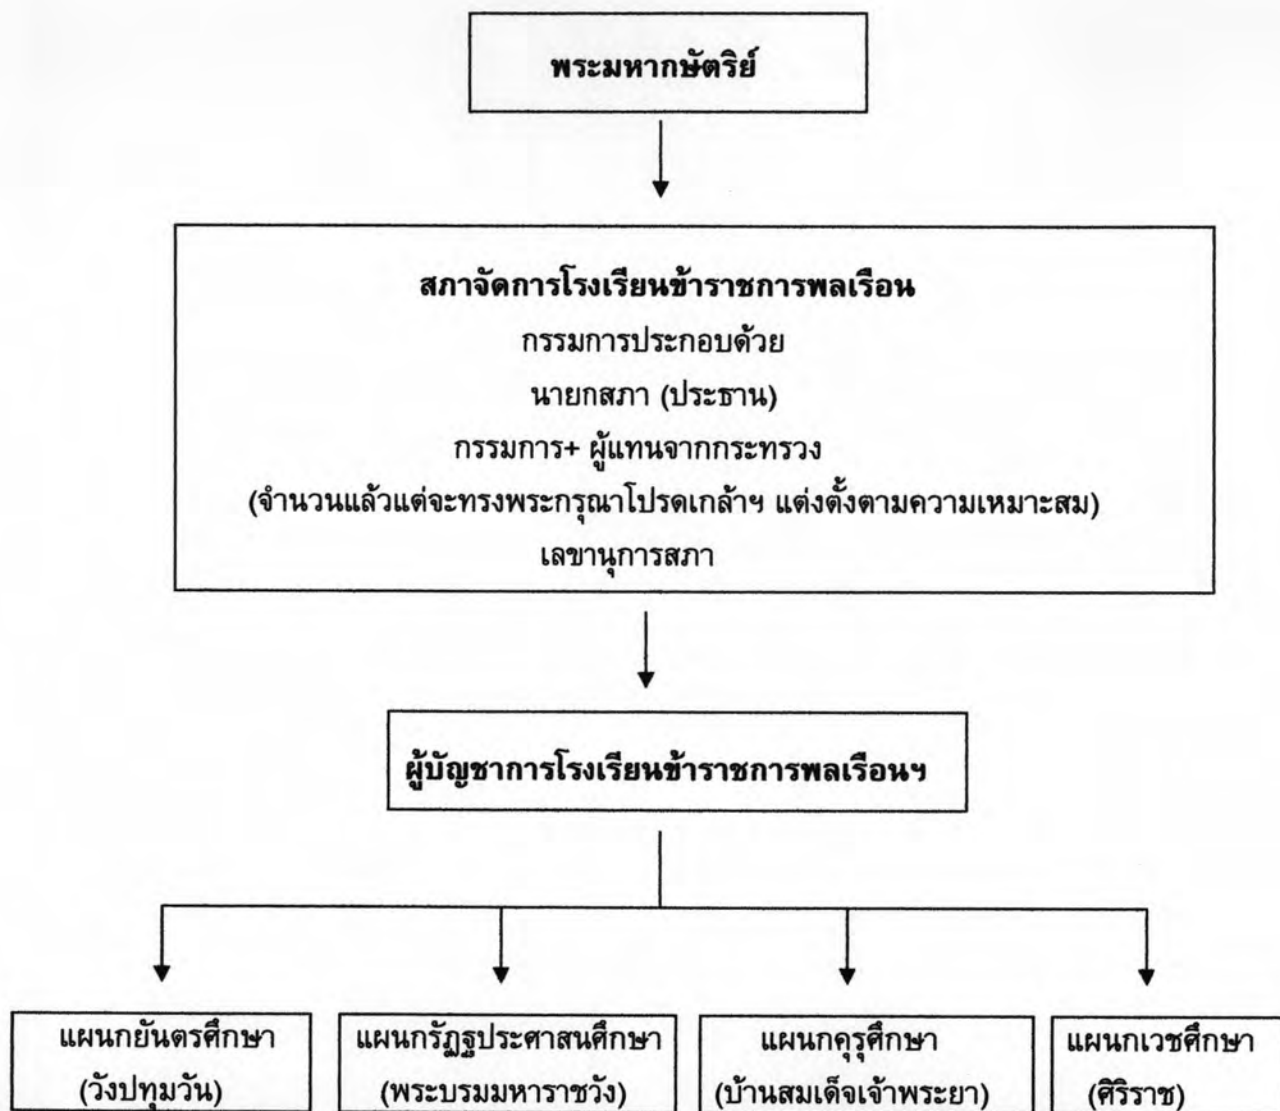 พระมหากษัตริย์
สภาจัดการโรงเรียนข้าราชการพลเรือน
กรรมการประกอบด้วย
นายกสภา (ประธาน)
กรรมการ+ ผู้แทนจากกระทรวง
(จำนวนแล้วแต่จะทรงพระกรุณาโปรดเกล้าฯ แต่งตั้งตามความเหมาะสม)
เลขานุการสภา
ผู้บัญชาการโรงเรียนข้าราชการพลเรือนฯ
แผนกยันตรศึกษา
(วังปทุมวัน)
แผนกรัฏฐประศาสนศึกษา
(พระบรมมหาราชวัง)
แผนกคุรุศึกษา
(บ้านสมเด็จเจ้าพระยา)
แผนกเวชศึกษา
(ศิริราช)